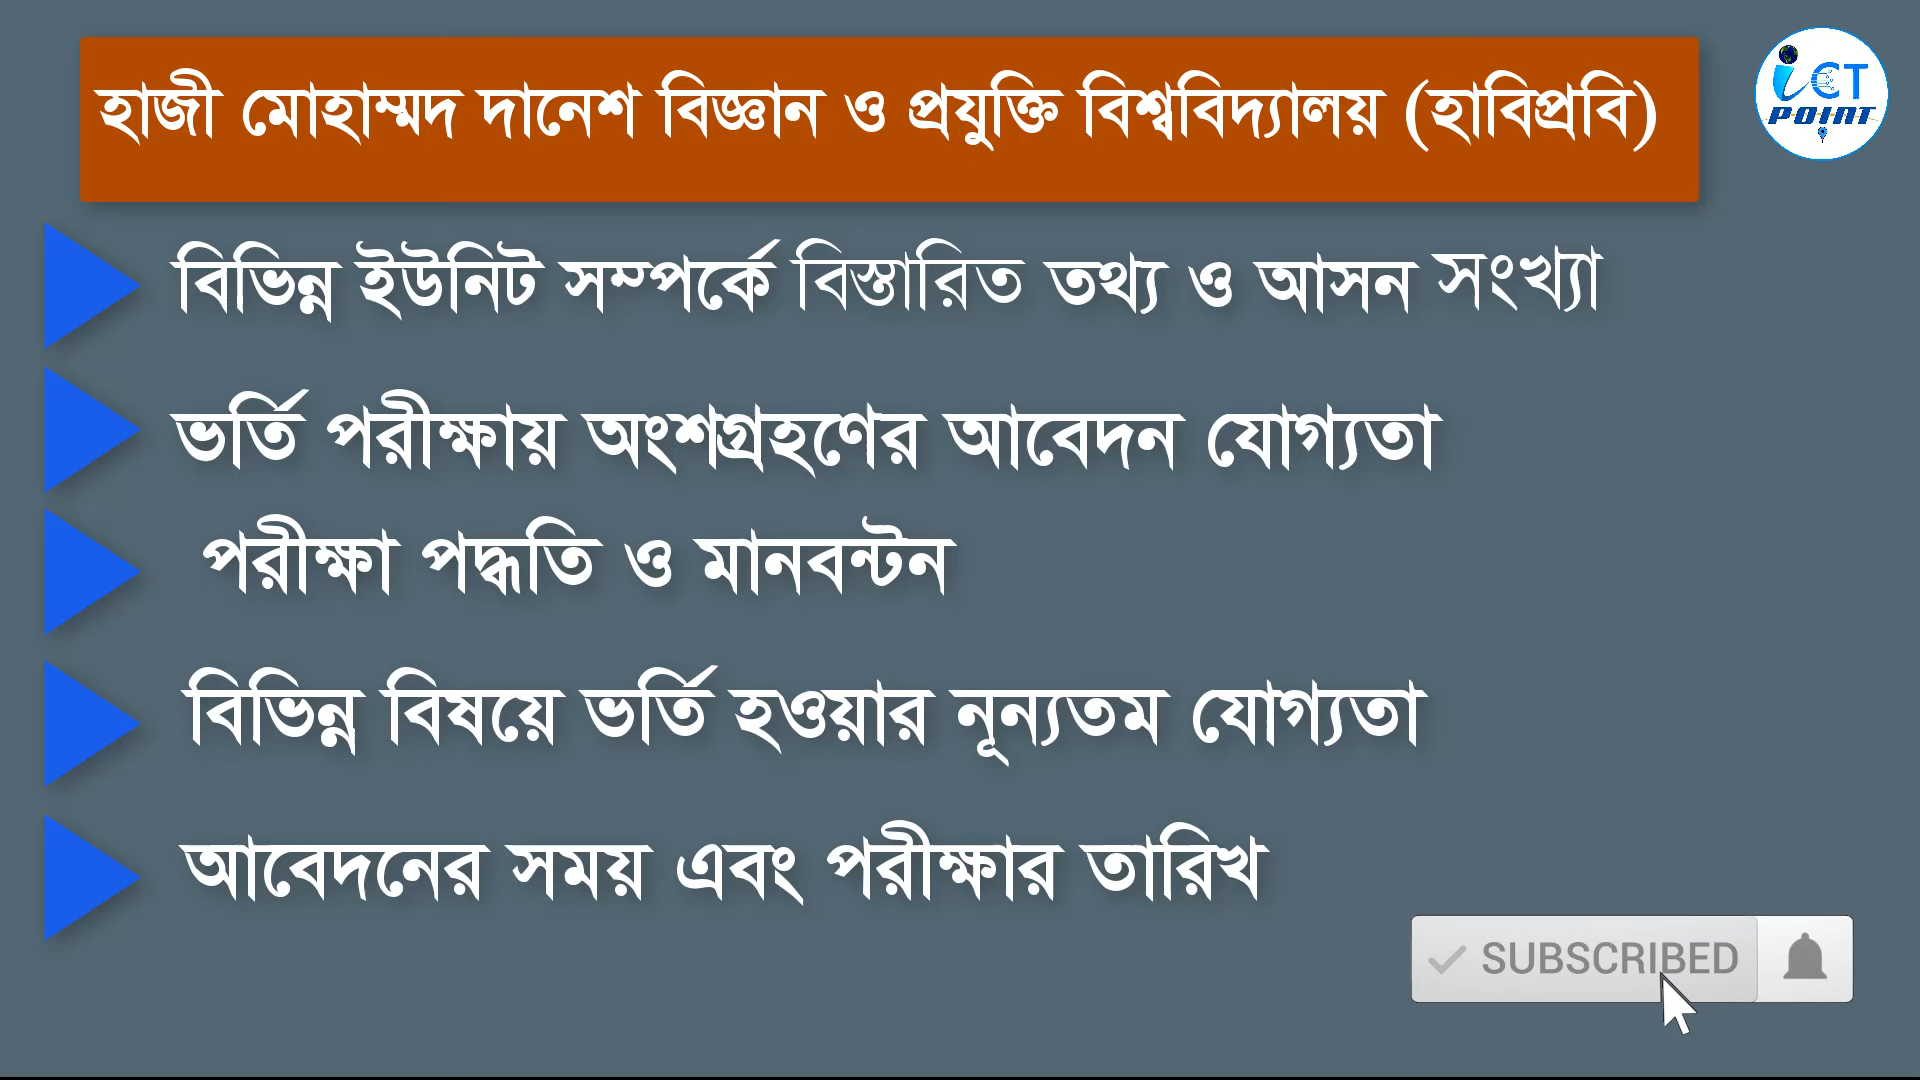 হাজী মোহাম্মদ দানেশ বিজ্ঞান ও প্রযুক্তি বিশ্ববিদ্যালয় (হাবিপ্রবি)
iCT
POINT
বিভিন্ন ইউনিট সম্পর্কে বিস্তারিত তথ্য ও আসন সংখ্যা
ভর্তি পরীক্ষায় অংশগ্রহণের আবেদন যোগ্যতা
পরীক্ষা পদ্ধতি ও মানবন্টন
বিভিন্ন বিষয়ে ভর্তি হওয়ার নূন্যতম যোগ্যতা
আবেদনের সময় এবং পরীক্ষার তারিখ
SUBSCRIBED